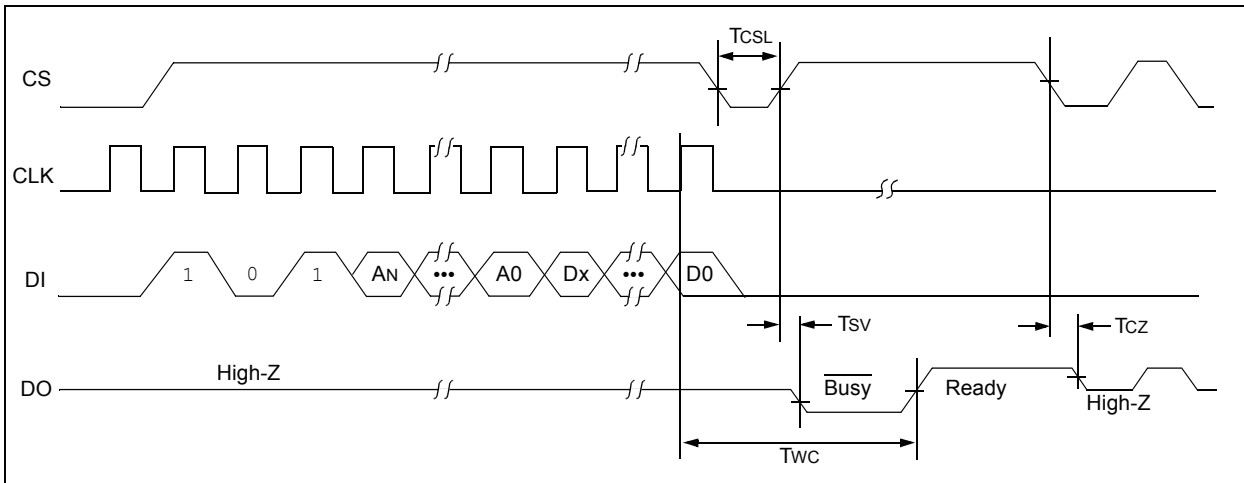 TCSL
CS
CLK
DI 1 0 1 AN ••• A0 Dx ••• D0
TSV TCZ
DO High-Z Busy Ready High-Z
TWC